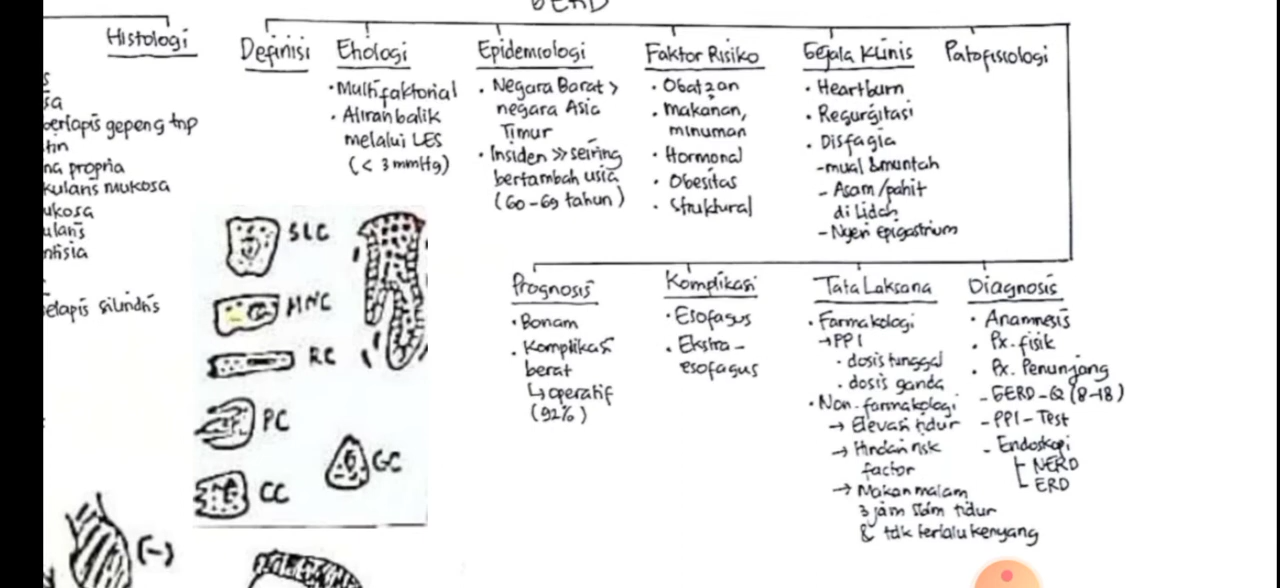 GERD
Histologi
sa
berlapis gepeng tnp
tin
na propria
kularis mukosa
ukosa
ularis
ntisia
selapis silindris
SLC
MNC
RC
PC
GC
CC
(-)
Definisi
Etiologi
• Multifaktorial
• Aliran balik
melalui LES
(< 3 mmHg)
Epidemiologi
• Negara Barat >
negara Asia
Timur
• Insiden >> seiring
bertambah usia
(60-69 tahun)
Faktor Risiko
• Obat2an
• Makanan,
minuman
• Hormonal
• Obesitas
• Struktural
Gejala Klinis
• Heartburn
• Regurgitasi
• Disfagia
- mual & muntah
- Asam/pahit
di Lidah
- Nyeri epigastrium
Patofisiologi
Prognosis
• Bonam
• Komplikasi
berat
↳ operatif
(92%)
Komplikasi
• Esofagus
• Ekstra-
esofagus
Tata Laksana
• Farmakologi
→ PPI
• dosis tunggal
• dosis ganda
• Non-farmakologi
→ Elevasi tidur
→ Hindari risk
factor
→ Makan malam
3 jam sblm tidur
& tdk terlalu kenyang
Diagnosis
• Anamnesis
• Px. fisik
• Px. Penunjang
- GERD-Q (8-18)
- PPI-Test
- Endoskopi
NERD
ERD